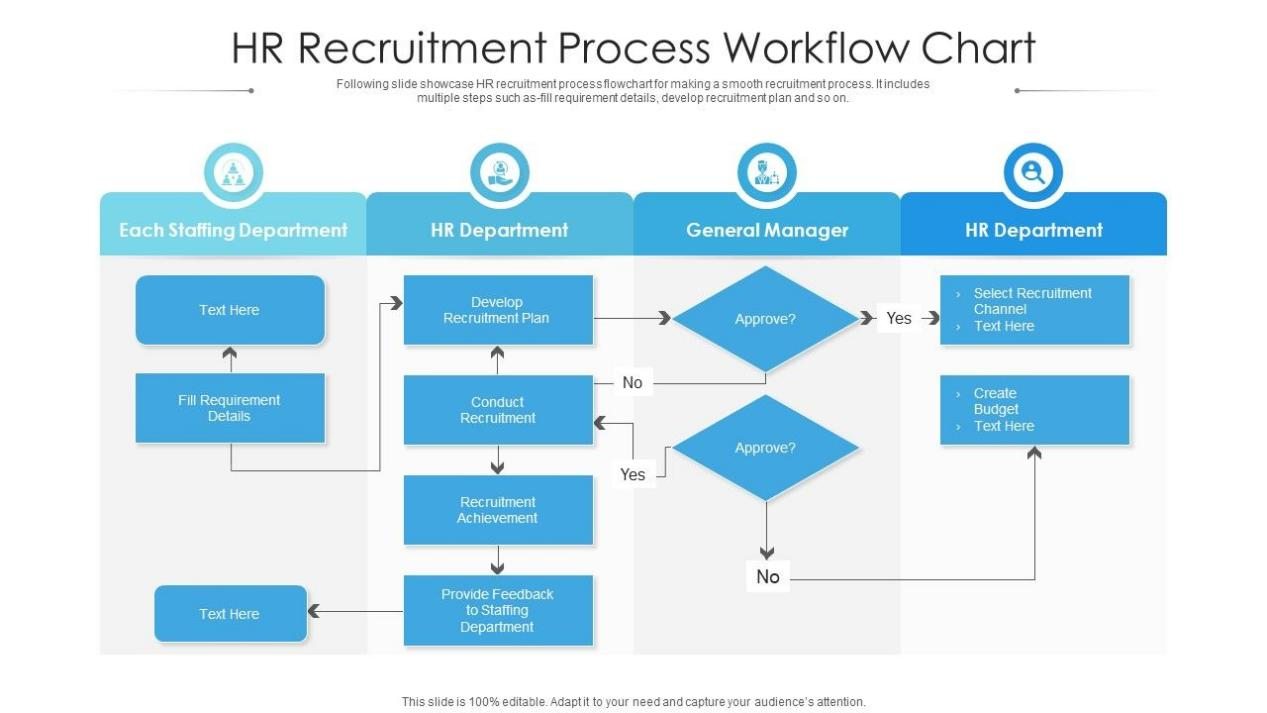 HR Recruitment Process Workflow Chart
Following slide showcase HR recruitment process flowchart for making a smooth recruitment process. It includes
multiple steps such as-fill requirement details, develop recruitment plan and so on.
Each Staffing Department
HR Department
General Manager
HR Department
Text Here
Fill Requirement
Details
Text Here
Develop
Recruitment Plan
Conduct
Recruitment
Recruitment
Achievement
Provide Feedback
to Staffing
Department
Approve?
Yes
No
Approve?
Yes
No
› Select Recruitment
Channel
› Text Here
› Create
Budget
› Text Here
This slide is 100% editable. Adapt it to your need and capture your audience's attention.